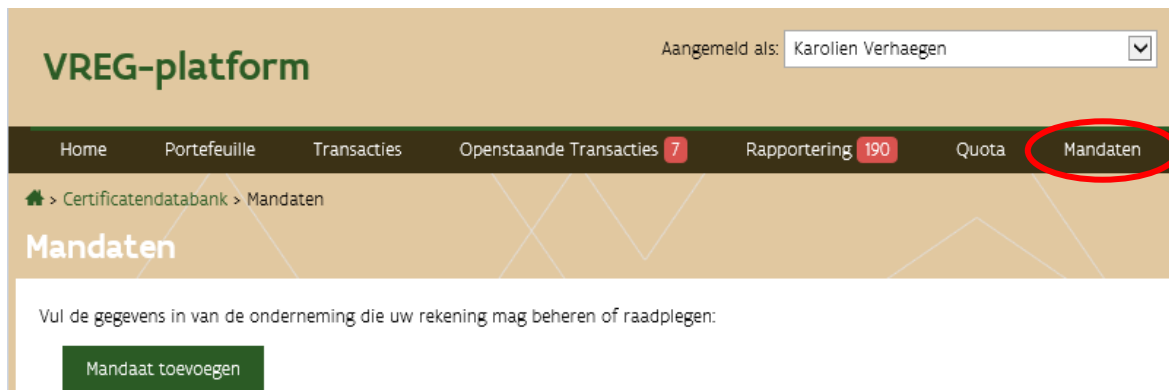 VREG-platform
Aangemeld als: Karolien Verhaegen
Home Portefeuille Transacties Openstaande Transacties 7 Rapportering 190 Quota Mandaten
> Certificatendatabank > Mandaten
Mandaten
Vul de gegevens in van de onderneming die uw rekening mag beheren of raadplegen:
Mandaat toevoegen